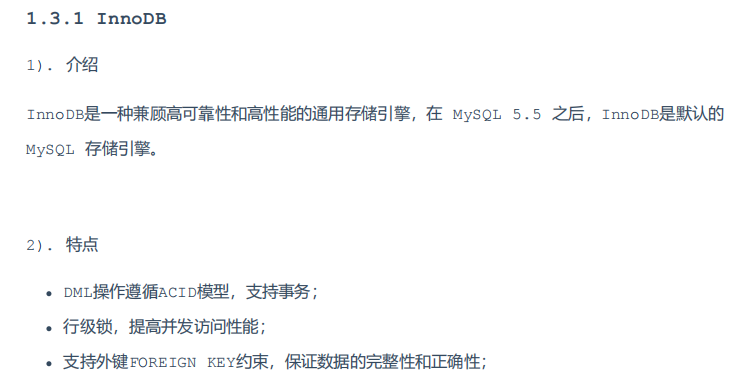 1.3.1 InnoDB
1). 介绍
InnoDB是一种兼顾高可靠性和高性能的通用存储引擎，在 MySQL 5.5 之后，InnoDB是默认的
MySQL 存储引擎。
2). 特点
• DML操作遵循ACID模型，支持事务；
• 行级锁，提高并发访问性能；
• 支持外键FOREIGN KEY约束，保证数据的完整性和正确性；